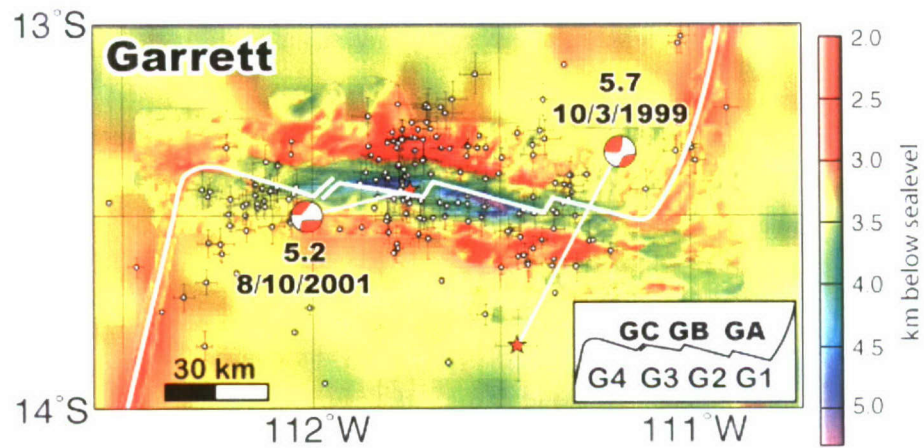 13°S
Garrett
5.7
10/3/1999
5.2
8/10/2001
30 km
GC GB GA
G4 G3 G2 G1
14°S
112°W
111°W
2.0
2.5
3.0
3.5
4.0
4.5
5.0
km below sealevel